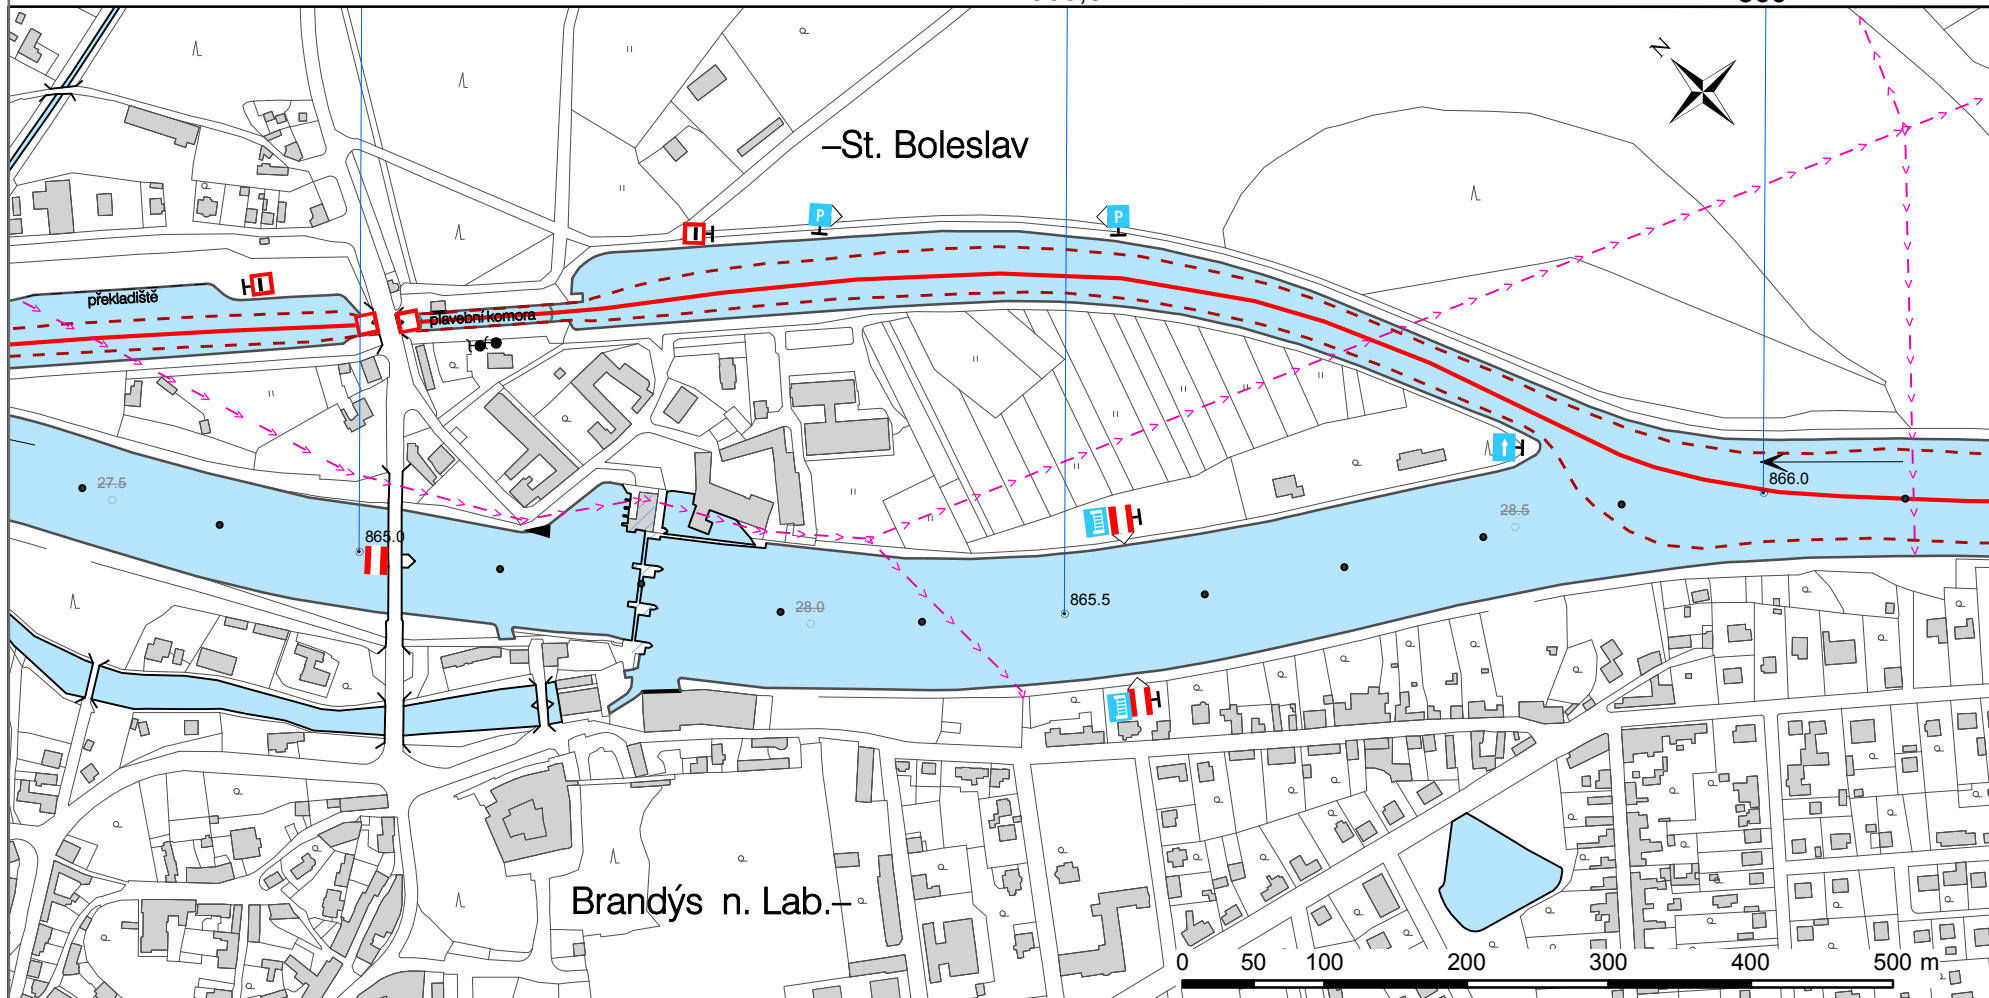 –St. Boleslav
P
P
překladiště
plavební komora
27.5
865.0
28.0
865.5
28.5
866.0
Brandýs n. Lab.–
0 50 100 200 300 400 500 m
N